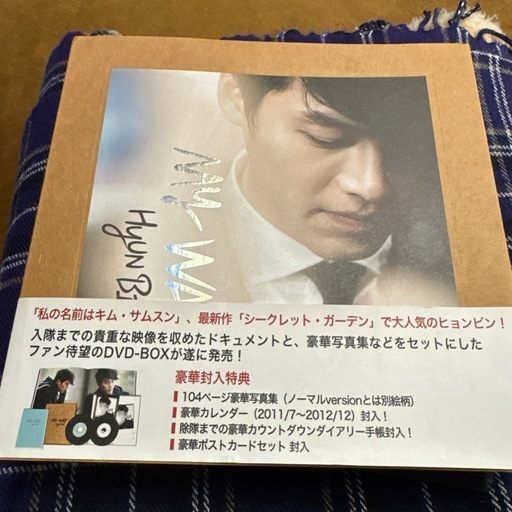 MY WA
HYUN B
「私の名前はキム・サムスン」、最新作「シークレット・ガーデン」で大人気のヒョンビン！
入隊までの貴重な映像を収めたドキュメントと、豪華写真集などをセットにした
ファン待望のDVD-BOXが遂に発売！
豪華封入特典
104ページ豪華写真集（ノーマルversionとは別絵柄）
豪華カレンダー（2011/7～2012/12）封入！
除隊までの豪華カウントダウンダイアリー手帳封入！
豪華ポストカードセット 封入